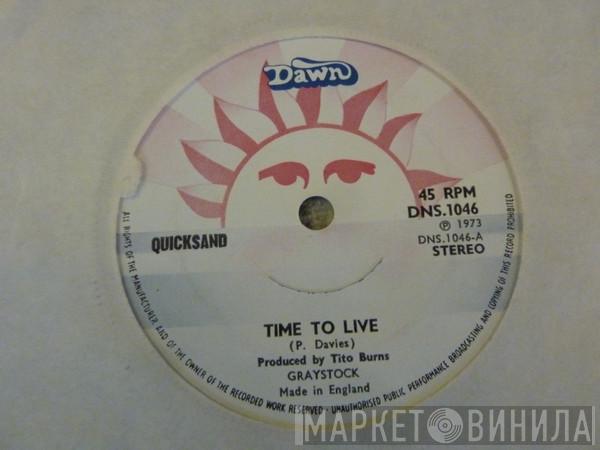 Dawn
45 RPM
DNS.1046
Ⓟ 1973
DNS.1046-A
STEREO
QUICKSAND
TIME TO LIVE
(P. Davies)
Produced by Tito Burns
GRAYSTOCK
Made in England
ALL RIGHTS OF THE MANUFACTURER AND OF THE OWNER OF THE RECORDED WORK RESERVED · UNAUTHORISED PUBLIC PERFORMANCE BROADCASTING AND COPYING OF THIS RECORD PROHIBITED
МАРКЕТ ВИНИЛА